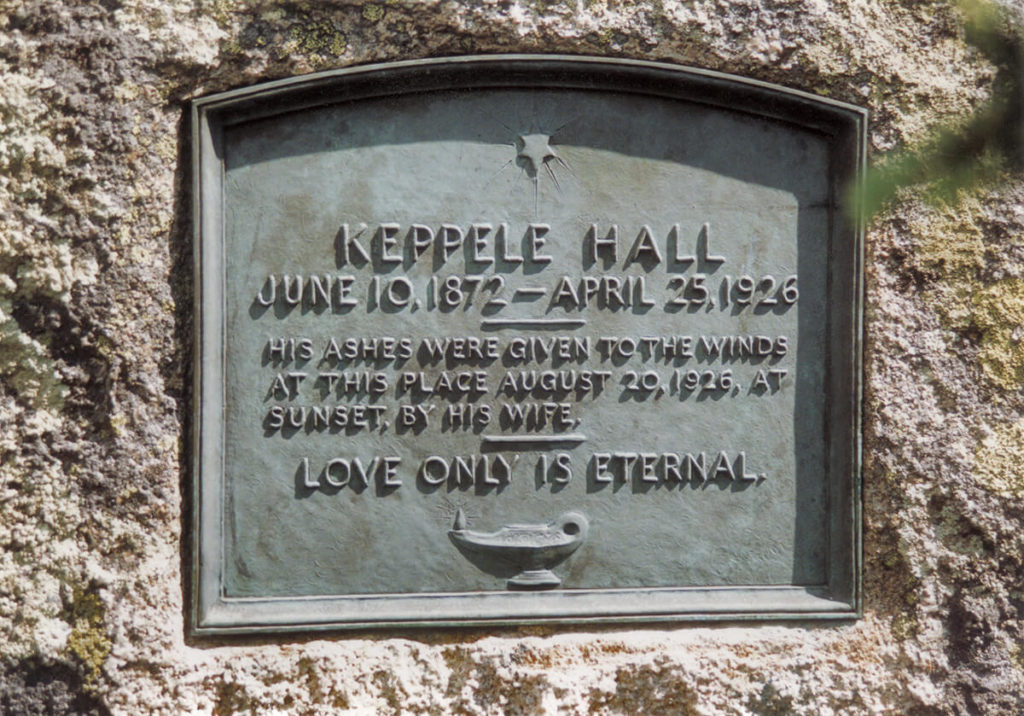 KEPPELE HALL
JUNE 10, 1872 – APRIL 25, 1926
HIS ASHES WERE GIVEN TO THE WINDS
AT THIS PLACE AUGUST 20, 1926, AT
SUNSET, BY HIS WIFE.
LOVE ONLY IS ETERNAL.